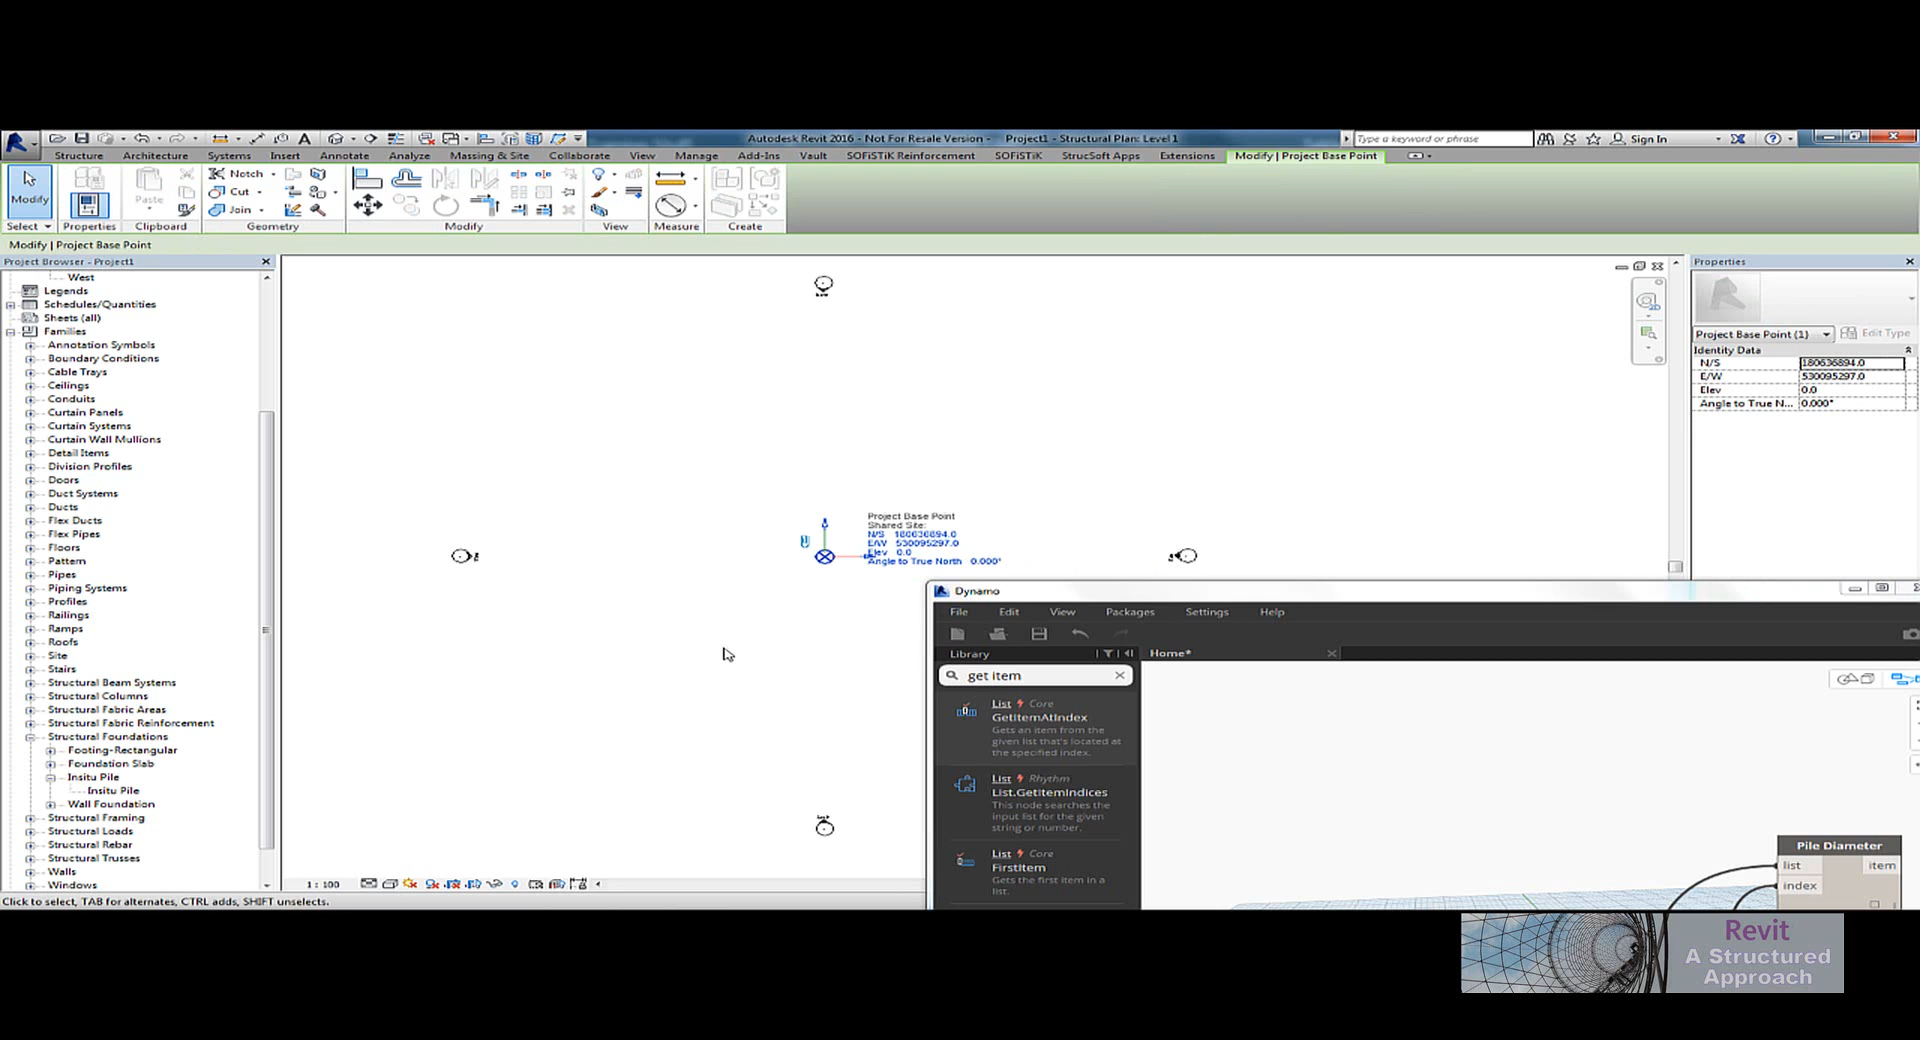 Autodesk Revit 2016 - Not For Resale Version - Project1 - Structural Plan: Level 1
Type a keyword or phrase
Sign In
Structure Architecture Systems Insert Annotate Analyze Massing & Site Collaborate View Manage Add-Ins Vault SOFiSTiK Reinforcement SOFiSTiK StrucSoft Apps Extensions Modify | Project Base Point
Modify
Paste
Notch
Cut
Join
Select Properties Clipboard Geometry Modify View Measure Create
Modify | Project Base Point
Project Browser - Project1
West
Legends
Schedules/Quantities
Sheets (all)
Families
Annotation Symbols
Boundary Conditions
Cable Trays
Ceilings
Conduits
Curtain Panels
Curtain Systems
Curtain Wall Mullions
Detail Items
Division Profiles
Doors
Duct Systems
Ducts
Flex Ducts
Flex Pipes
Floors
Pattern
Pipes
Piping Systems
Profiles
Railings
Ramps
Roofs
Site
Stairs
Structural Beam Systems
Structural Columns
Structural Fabric Areas
Structural Fabric Reinforcement
Structural Foundations
Footing-Rectangular
Foundation Slab
Insitu Pile
Insitu Pile
Wall Foundation
Structural Framing
Structural Loads
Structural Rebar
Structural Trusses
Walls
Windows
Project Base Point
Shared Site:
N/S 180636894.0
E/W 530095297.0
Elev 0.0
Angle to True North 0.000°
1 : 100
Click to select, TAB for alternates, CTRL adds, SHIFT unselects.
Properties
Project Base Point (1)
Edit Type
Identity Data
N/S 180636894.0
E/W 530095297.0
Elev 0.0
Angle to True N... 0.000°
Dynamo
File Edit View Packages Settings Help
Library
Home*
get item
List Core
GetItemAtIndex
Gets an item from the
given list that's located at
the specified index.
List Rhythm
List.GetItemIndices
This node searches the
input list for the given
string or number.
List Core
FirstItem
Gets the first item in a
list.
Pile Diameter
list item
index
Revit
A Structured
Approach